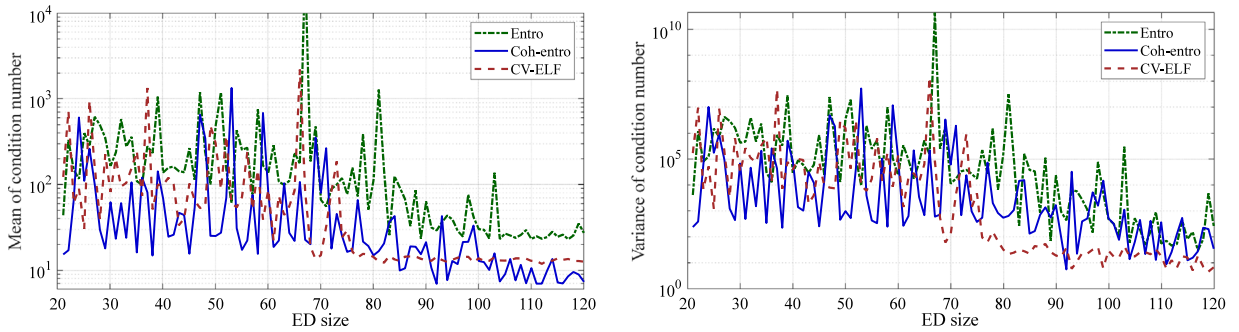 Mean of condition number
10^4
10^3
10^2
10^1
20 30 40 50 60 70 80 90 100 110 120
ED size
Entro
Coh-entro
CV-ELF
Variance of condition number
10^10
10^5
10^0
20 30 40 50 60 70 80 90 100 110 120
ED size
Entro
Coh-entro
CV-ELF